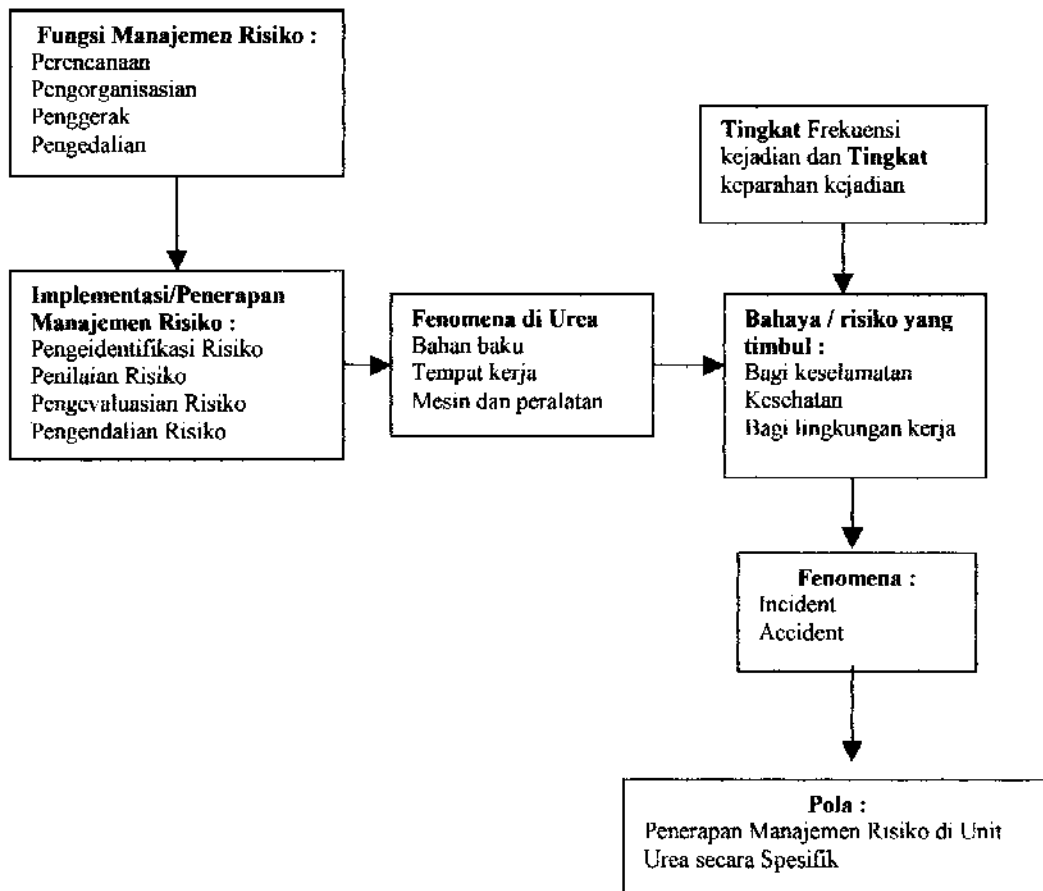 Fungsi Manajemen Risiko :
Perencanaan
Pengorganisasian
Penggerak
Pengedalian
Tingkat Frekuensi
kejadian dan Tingkat
keparahan kejadian
Implementasi/Penerapan
Manajemen Risiko :
Pengeidentifikasi Risiko
Penilaian Risiko
Pengevaluasian Risiko
Pengendalian Risiko
Fenomena di Urea
Bahan baku
Tempat kerja
Mesin dan peralatan
Bahaya / risiko yang
timbul :
Bagi keselamatan
Kesehatan
Bagi lingkungan kerja
Fenomena :
Incident
Accident
Pola :
Penerapan Manajemen Risiko di Unit
Urea secara Spesifik